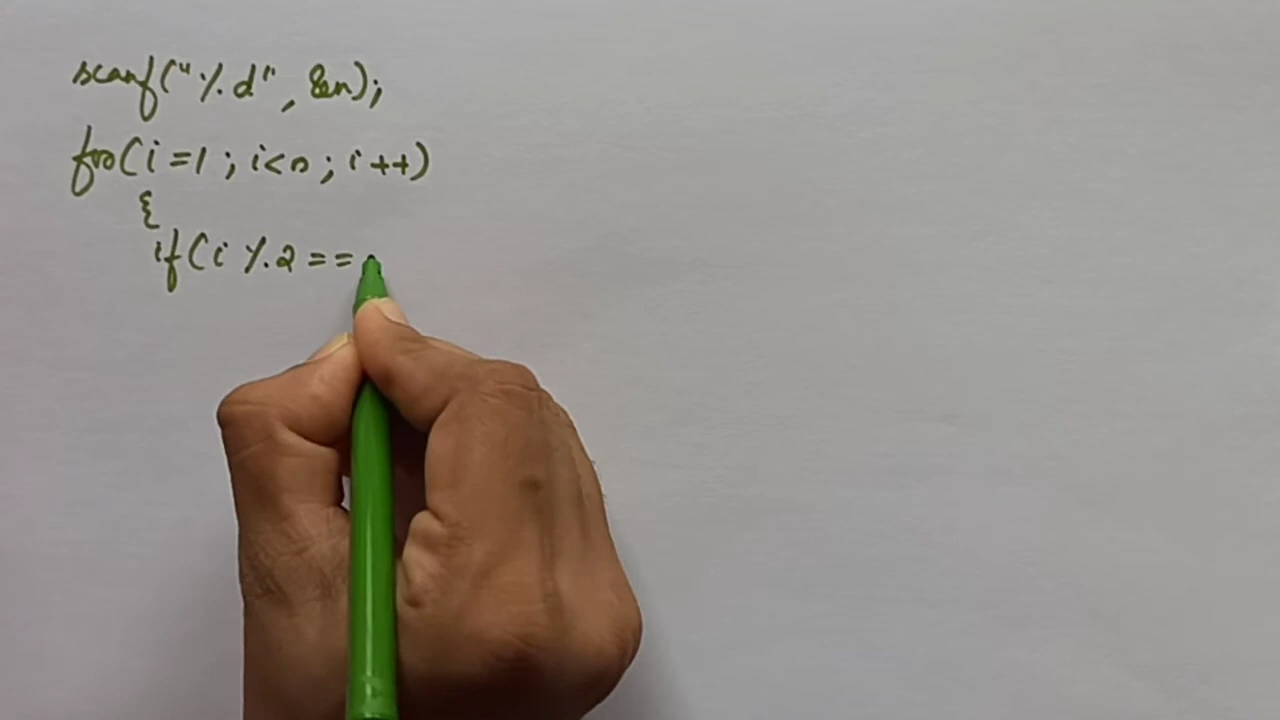 scanf("%d", &n);
for(i=1; i<n; i++)
{
if(i%2==